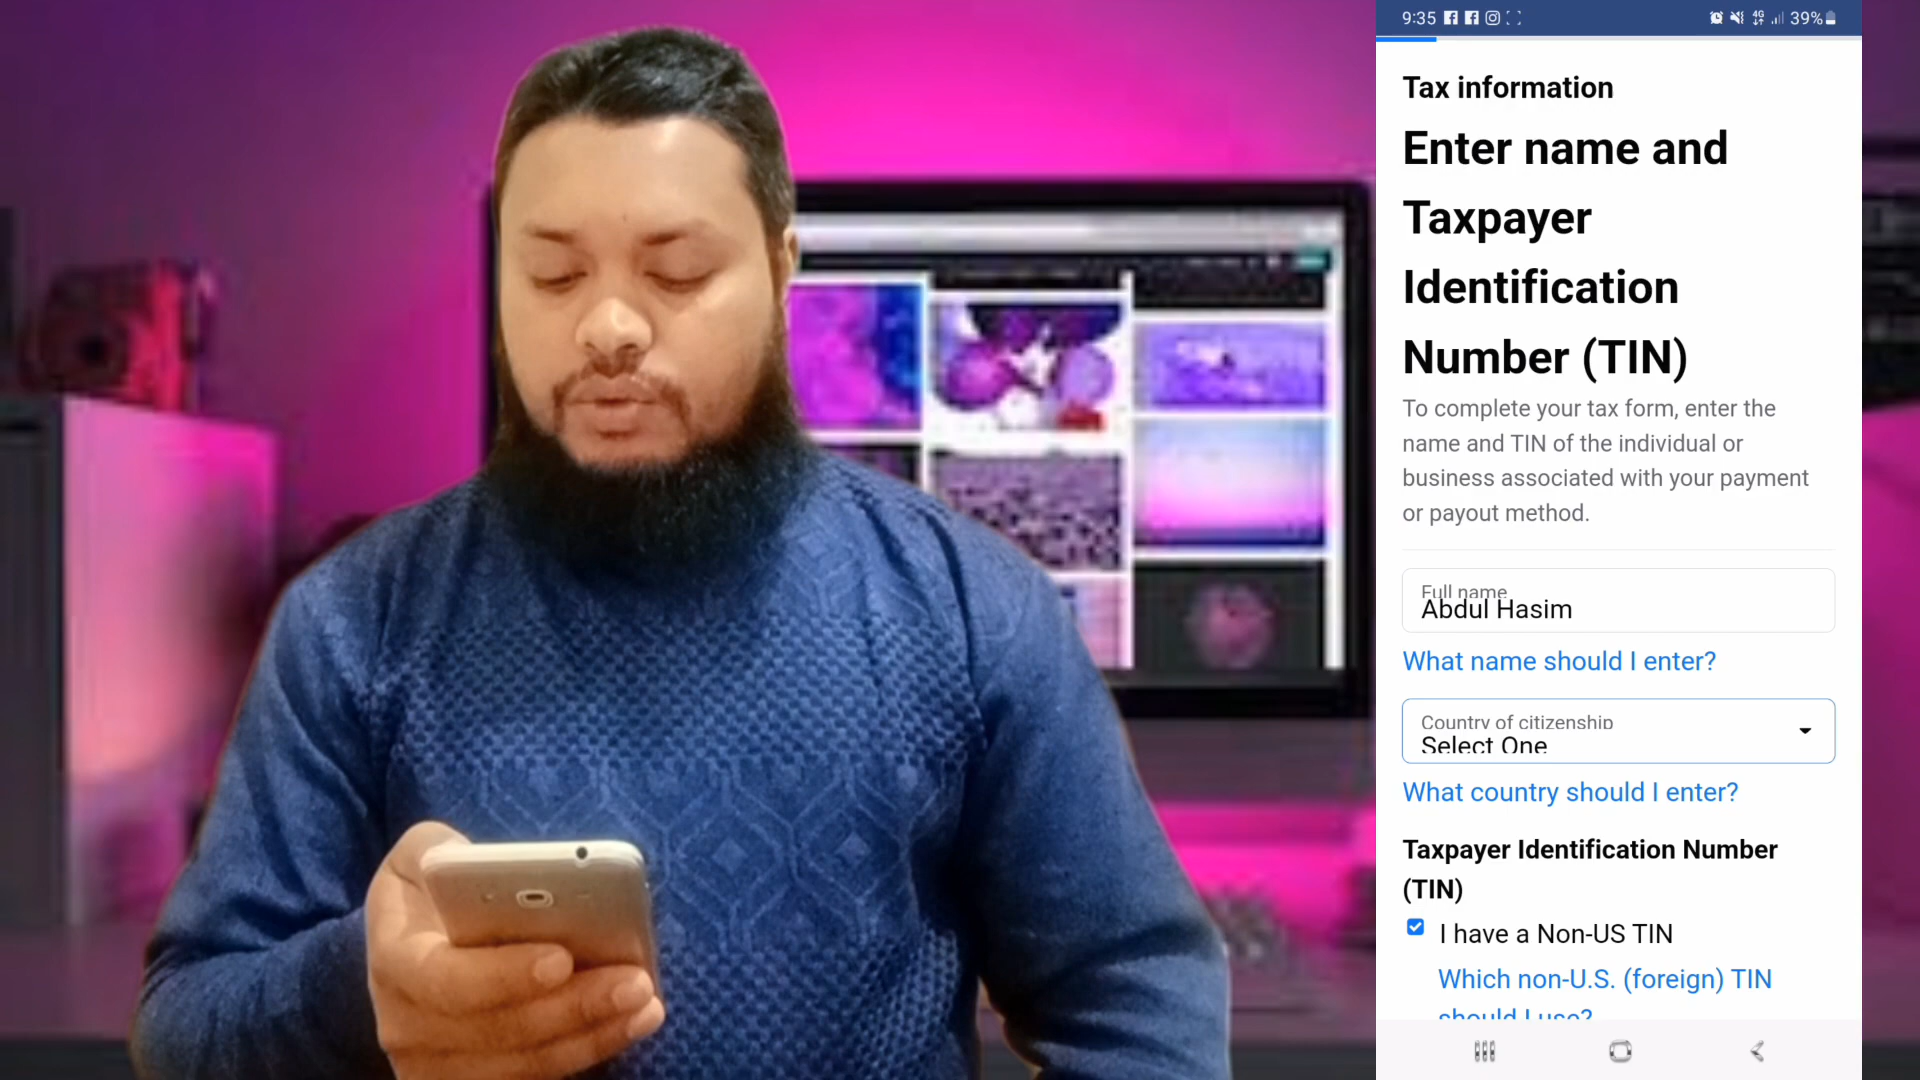 9:35
4G
39%
Tax information
Enter name and
Taxpayer
Identification
Number (TIN)
To complete your tax form, enter the
name and TIN of the individual or
business associated with your payment
or payout method.
Full name
Abdul Hasim
What name should I enter?
Country of citizenship
Select One
What country should I enter?
Taxpayer Identification Number
(TIN)
I have a Non-US TIN
Which non-U.S. (foreign) TIN
should I use?